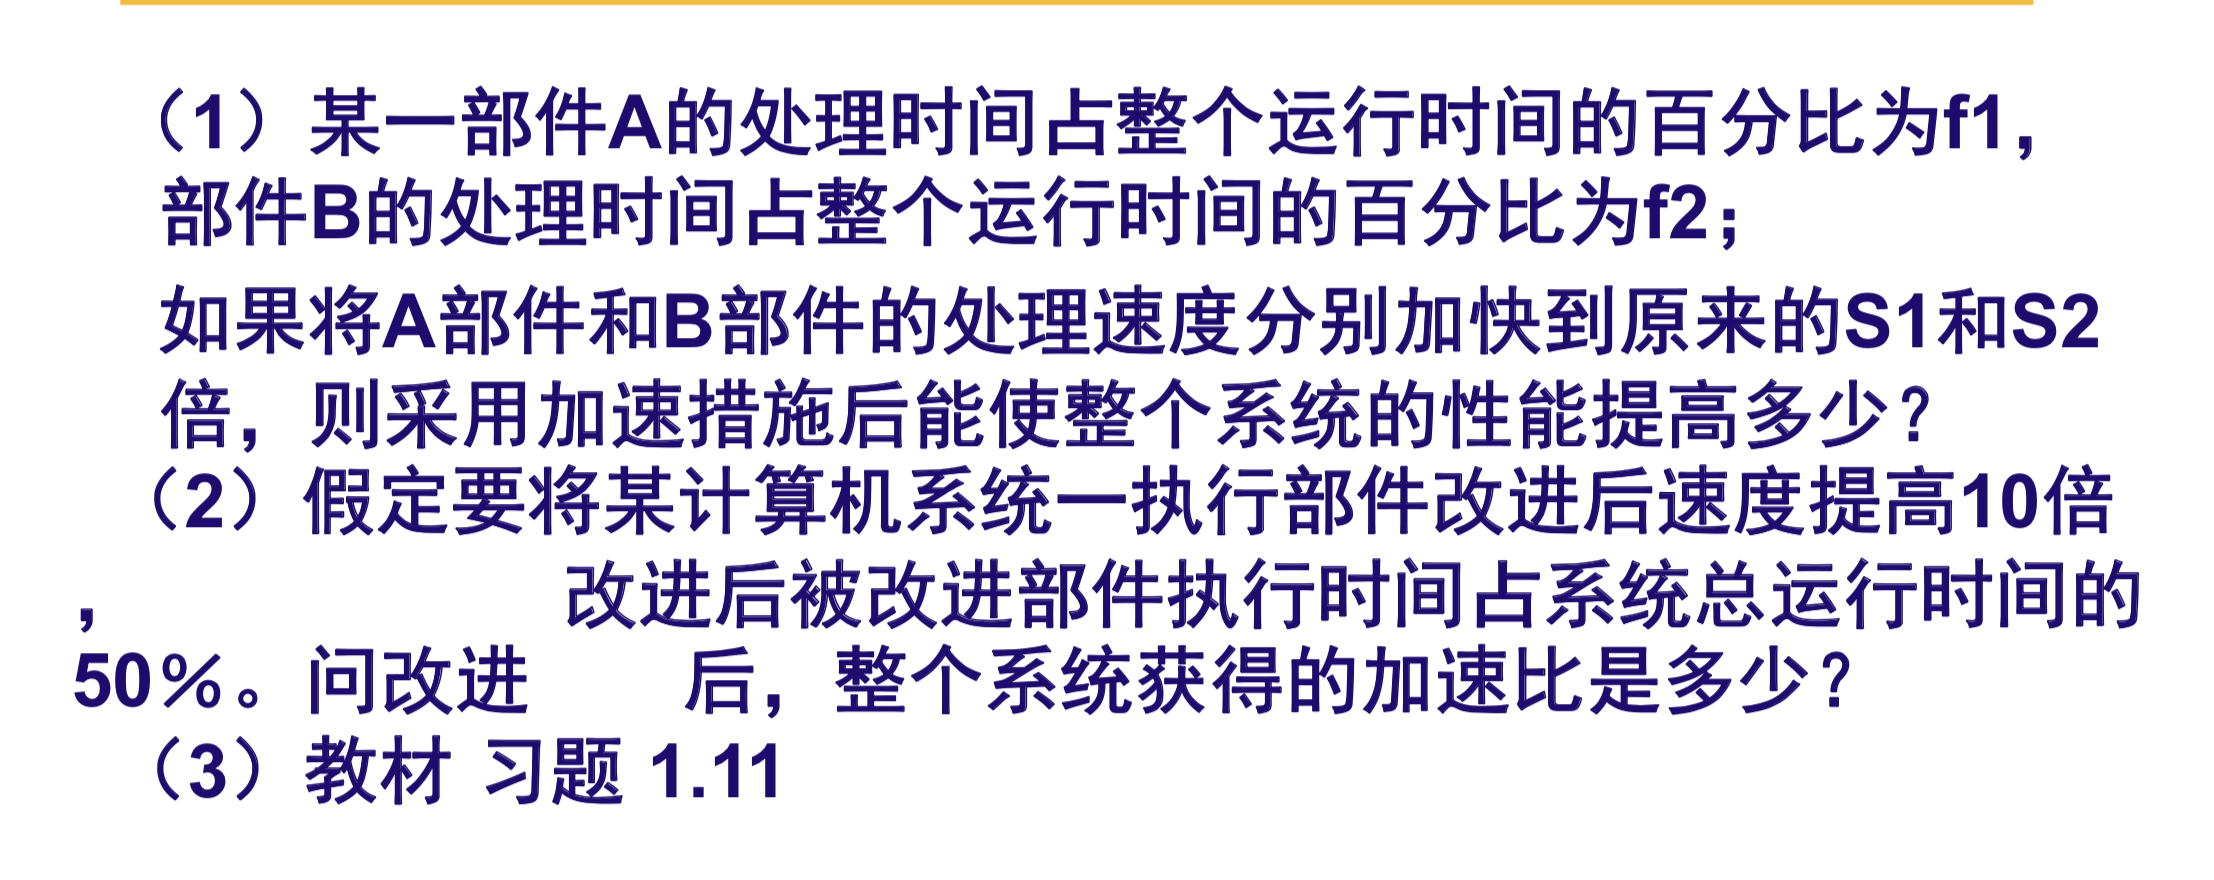 （1）某一部件A的处理时间占整个运行时间的百分比为f1,
部件B的处理时间占整个运行时间的百分比为f2；
如果将A部件和B部件的处理速度分别加快到原来的S1和S2
倍，则采用加速措施后能使整个系统的性能提高多少？
（2）假定要将某计算机系统一执行部件改进后速度提高10倍
， 改进后被改进部件执行时间占系统总运行时间的
50％。问改进 后，整个系统获得的加速比是多少？
（3）教材 习题 1.11